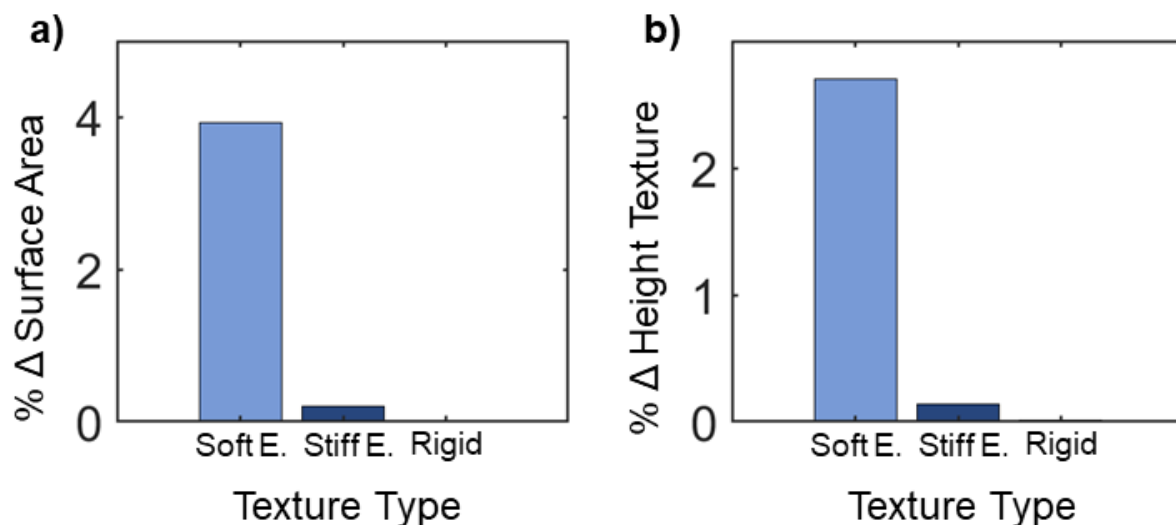 a)
% Δ Surface Area
4
2
0
Soft E. Stiff E. Rigid
Texture Type
b)
% Δ Height Texture
2
1
0
Soft E. Stiff E. Rigid
Texture Type